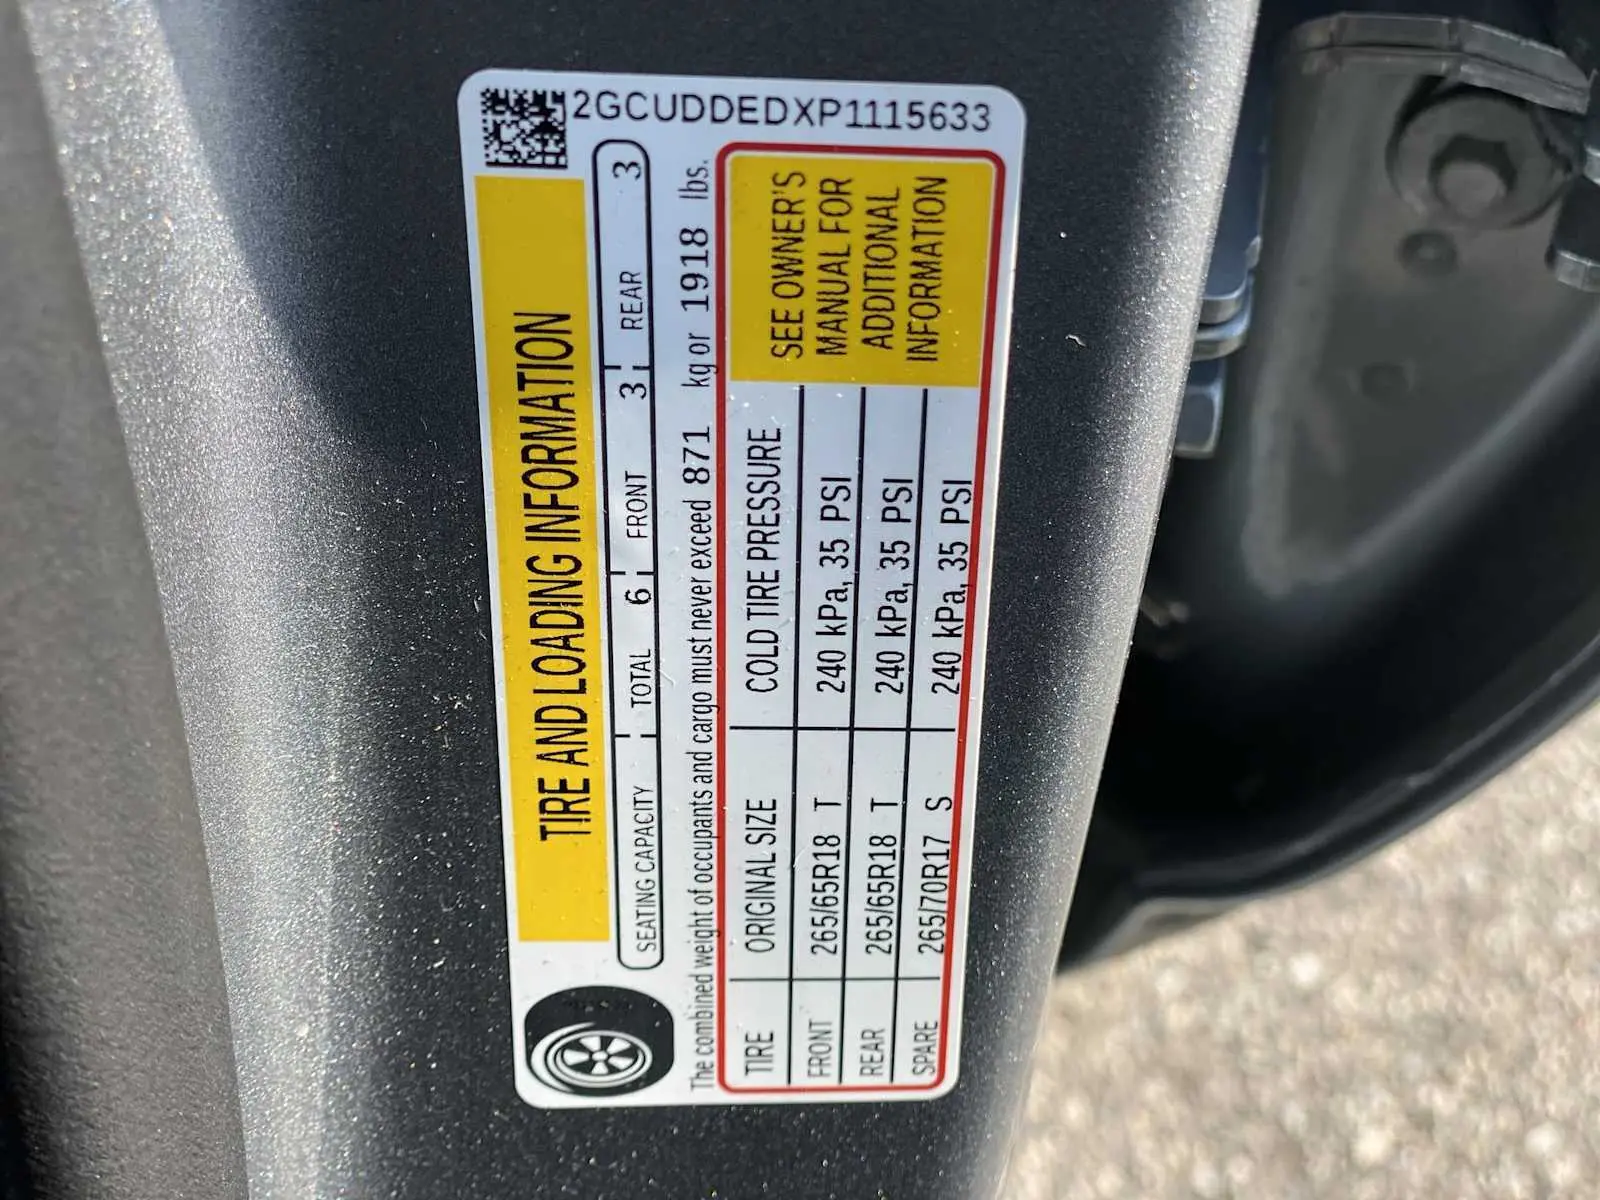 2GCUDDEDXP1115633
TIRE AND LOADING INFORMATION
SEATING CAPACITY TOTAL 6 FRONT 3 REAR 3
The combined weight of occupants and cargo must never exceed 871 kg or 1918 lbs.
TIRE ORIGINAL SIZE COLD TIRE PRESSURE
FRONT 265/65R18 T 240 kPa, 35 PSI
REAR 265/65R18 T 240 kPa, 35 PSI
SPARE 265/70R17 S 240 kPa, 35 PSI
SEE OWNER'S
MANUAL FOR
ADDITIONAL
INFORMATION